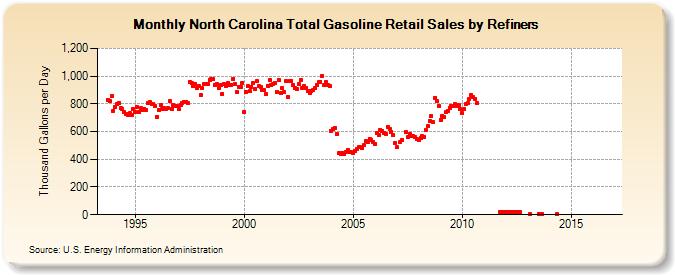 Monthly North Carolina Total Gasoline Retail Sales by Refiners
Thousand Gallons per Day
1,200
1,000
800
600
400
200
0
1995 2000 2005 2010 2015
Source: U.S. Energy Information Administration